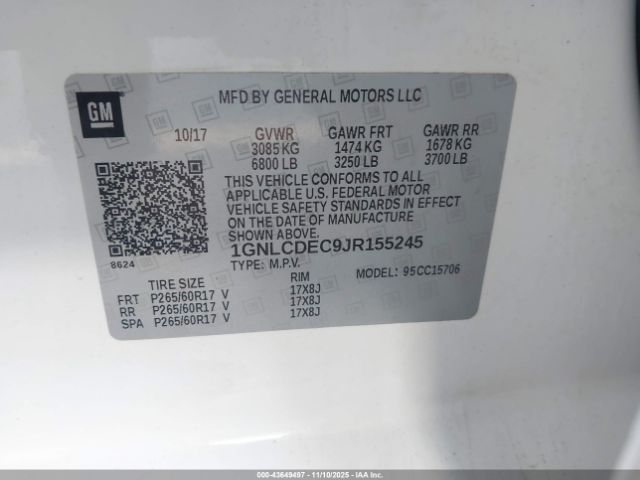 GM
MFD BY GENERAL MOTORS LLC
10/17 GVWR GAWR FRT GAWR RR
3085 KG 1474 KG 1678 KG
6800 LB 3250 LB 3700 LB
THIS VEHICLE CONFORMS TO ALL
APPLICABLE U.S. FEDERAL MOTOR
VEHICLE SAFETY STANDARDS IN EFFECT
ON THE DATE OF MANUFACTURE
SHOWN ABOVE.
1GNLCDEC9JR155245
8624
TYPE: M.P.V. MODEL: 95CC15706
TIRE SIZE RIM
FRT P265/60R17 V 17X8J
RR P265/60R17 V 17X8J
SPA P265/60R17 V 17X8J
00-43649497 - 11/10/2025 - IAAI.COM